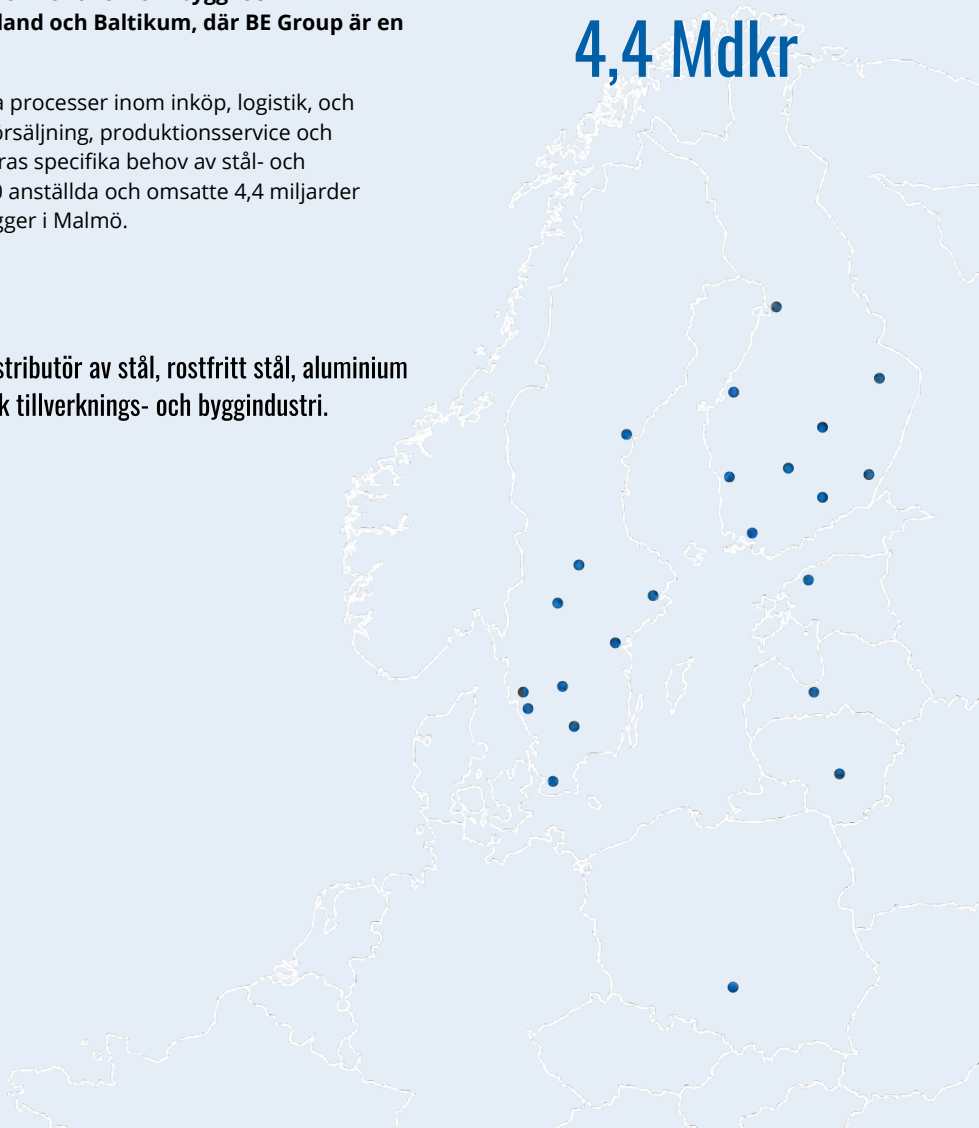 land och Baltikum, där BE Group är en
4,4 Mdkr
processer inom inköp, logistik, och
örsäljning, produktionsservice och
ras specifika behov av stål- och
anställda och omsatte 4,4 miljarder
gger i Malmö.
stributör av stål, rostfritt stål, aluminium
k tillverknings- och byggindustri.